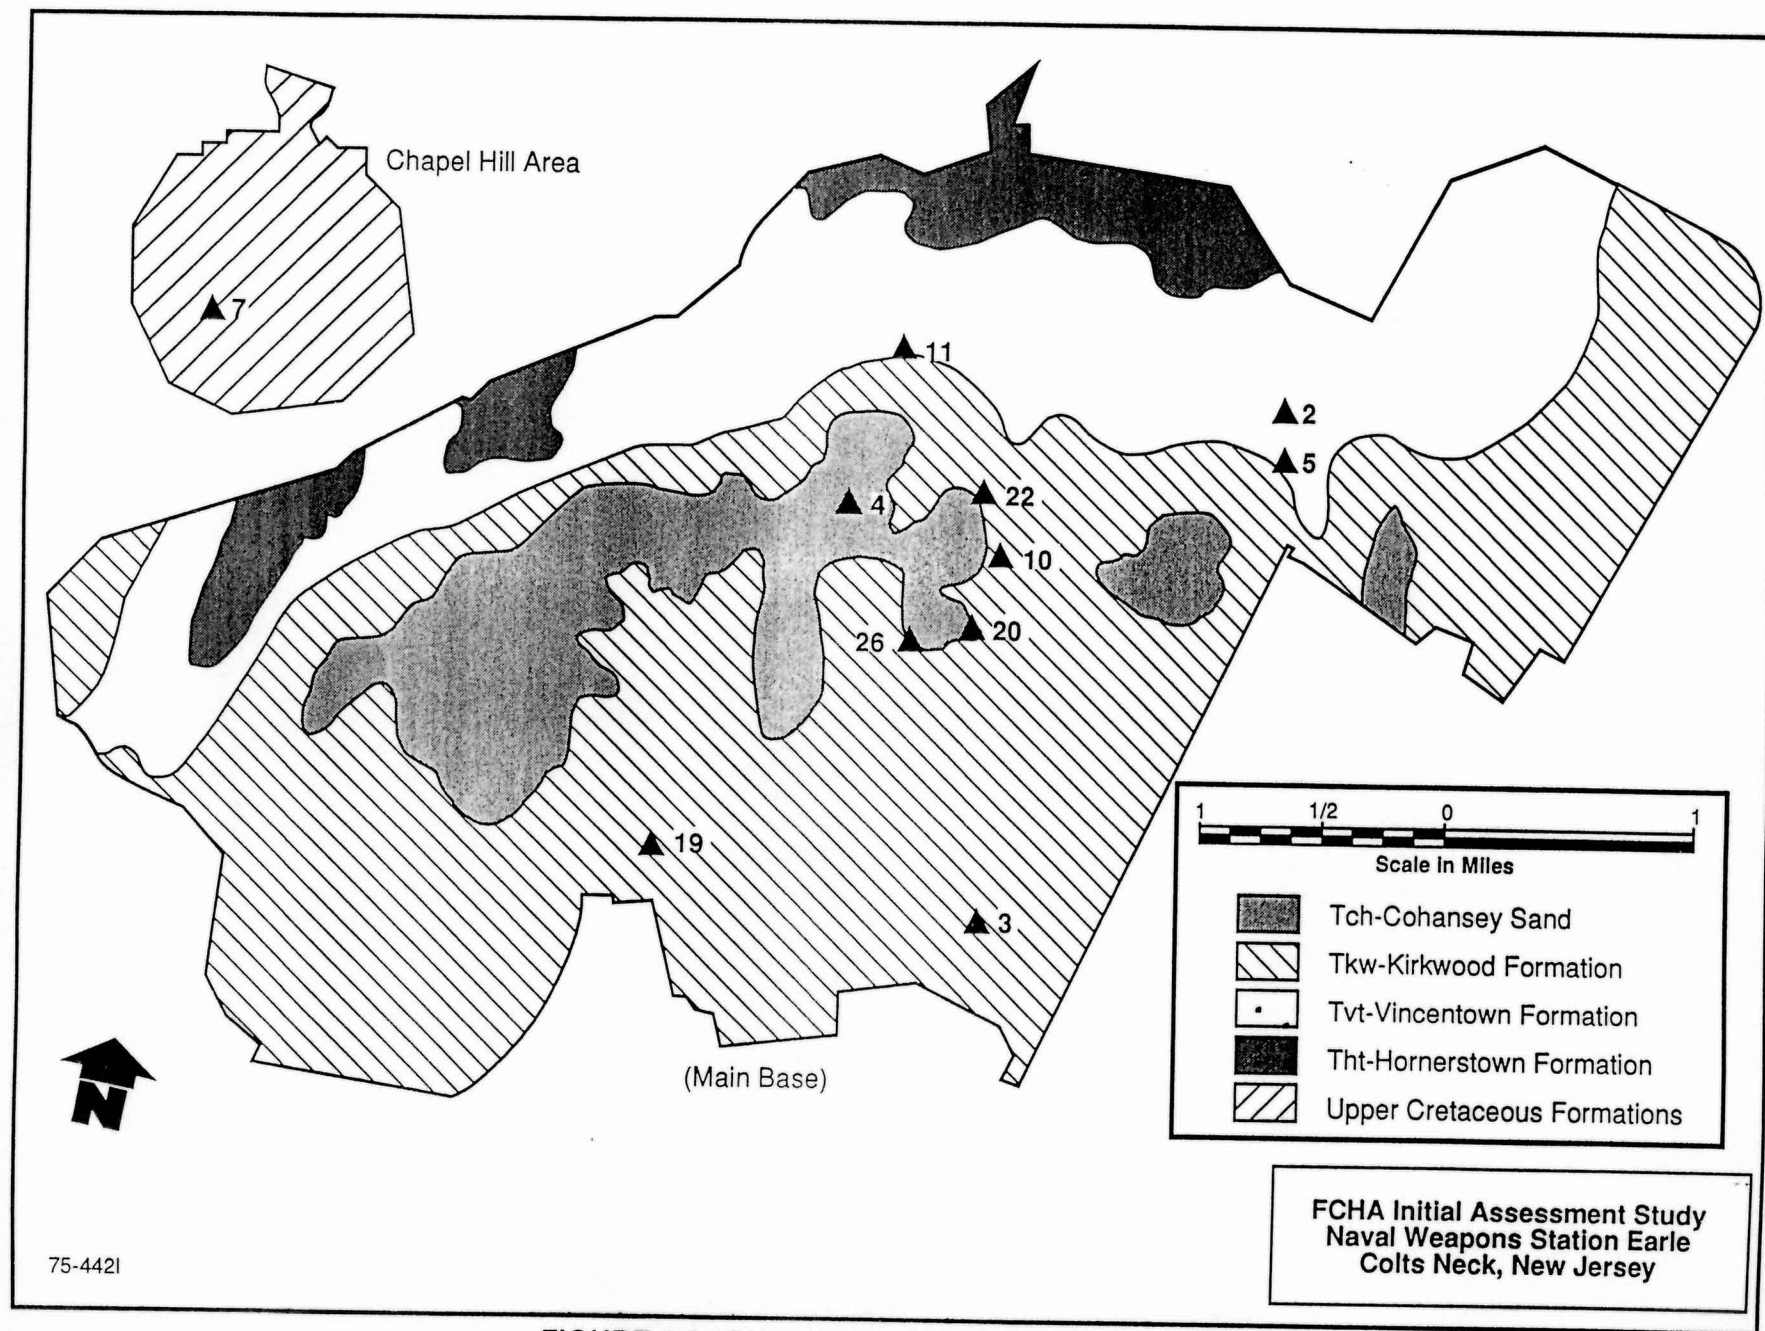 Chapel Hill Area
7
11
2
5
4
22
10
26
20
19
3
1 1/2 0 1
Scale in Miles
Tch-Cohansey Sand
Tkw-Kirkwood Formation
Tvt-Vincentown Formation
Tht-Hornerstown Formation
Upper Cretaceous Formations
(Main Base)
N
FCHA Initial Assessment Study
Naval Weapons Station Earle
Colts Neck, New Jersey
75-442I